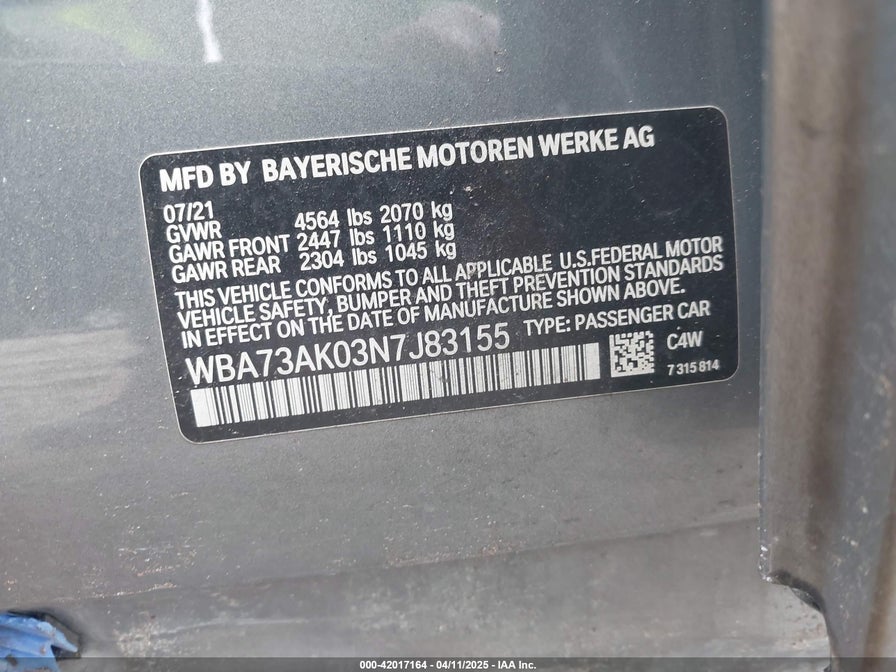 MFD BY BAYERISCHE MOTOREN WERKE AG
07/21
GVWR 4564 lbs 2070 kg
GAWR FRONT 2447 lbs 1110 kg
GAWR REAR 2304 lbs 1045 kg
THIS VEHICLE CONFORMS TO ALL APPLICABLE U.S.FEDERAL MOTOR
VEHICLE SAFETY, BUMPER AND THEFT PREVENTION STANDARDS
IN EFFECT ON THE DATE OF MANUFACTURE SHOWN ABOVE.
WBA73AK03N7J83155 TYPE: PASSENGER CAR
C4W
7 315 814
000-42017164 - 04/11/2025 - IAA Inc.